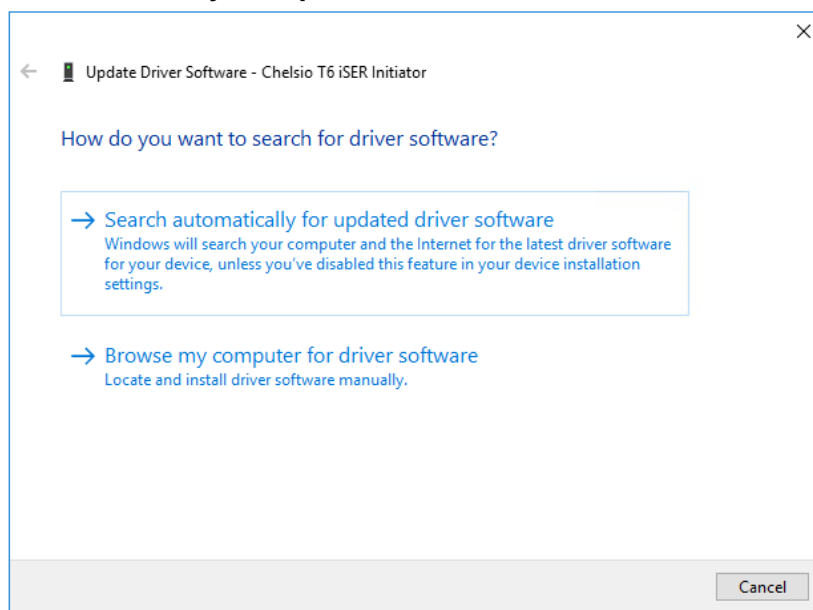 Update Driver Software - Chelsio T6 iSER Initiator
How do you want to search for driver software?
Search automatically for updated driver software
Windows will search your computer and the Internet for the latest driver software
for your device, unless you've disabled this feature in your device installation
settings.
Browse my computer for driver software
Locate and install driver software manually.
Cancel